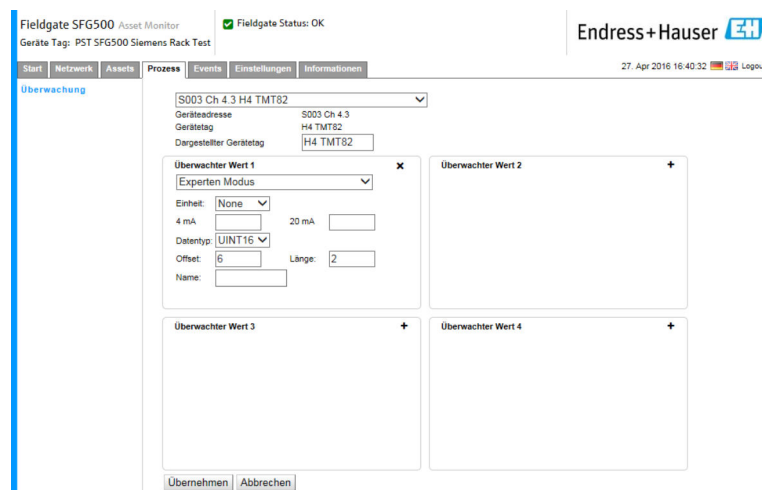 Fieldgate SFG500 Asset Monitor
Fieldgate Status: OK
Geräte Tag: PST SFG500 Siemens Rack Test
Endress+Hauser EH
Start Netzwerk Assets Prozess Events Einstellungen Informationen
27. Apr 2016 16:40:32 Logou
Überwachung
S003 Ch 4.3 H4 TMT82
Geräteadresse S003 Ch 4.3
Gerätetag H4 TMT82
Dargestellter Gerätetag H4 TMT82
Überwachter Wert 1
Überwachter Wert 2 +
Experten Modus
Einheit: None
4 mA 20 mA
Datentyp: UINT16
Offset: 6 Länge: 2
Name:
Überwachter Wert 3 +
Überwachter Wert 4 +
Übernehmen Abbrechen